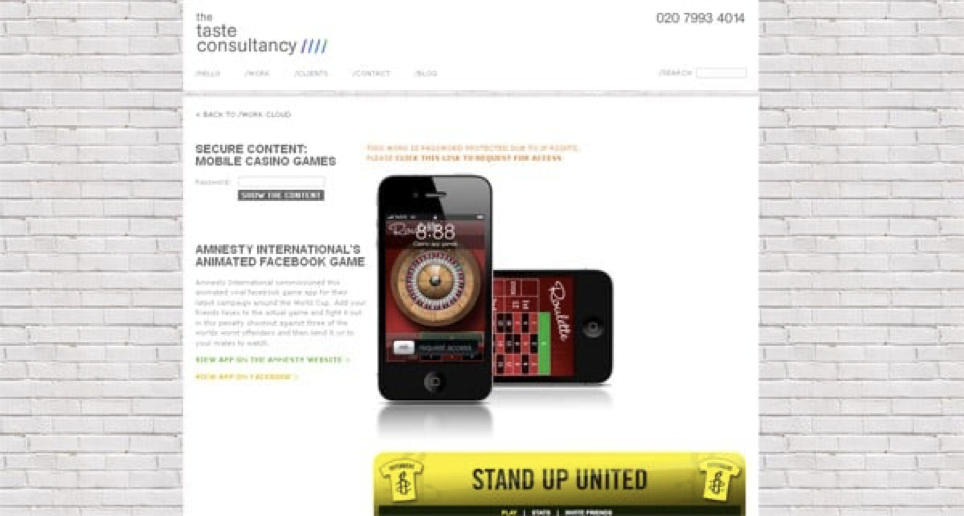 the
taste
consultancy ////
020 7993 4014
/HELLO /WORK /CLIENTS /CONTACT /BLOG
/SEARCH
< BACK TO /WORK CLOUD
SECURE CONTENT:
MOBILE CASINO GAMES
Password:
SHOW THE CONTENT
THIS WORK IS PASSWORD PROTECTED DUE TO IP RIGHTS.
PLEASE CLICK THIS LINK TO REQUEST FOR ACCESS
8:88
Casino app games
request access
Roulette
AMNESTY INTERNATIONAL'S
ANIMATED FACEBOOK GAME
Amnesty International commissioned this
animated viral facebook game app for their
latest campaign around the World Cup. Add your
friends faces to the actual game and fight it out
in this penalty shootout against three of the
worlds worst offenders and then send it on to
your mates to watch.
VIEW APP ON THE AMNESTY WEBSITE >
VIEW APP ON FACEBOOK >
STAND UP UNITED
PLAY | STATS | INVITE FRIENDS